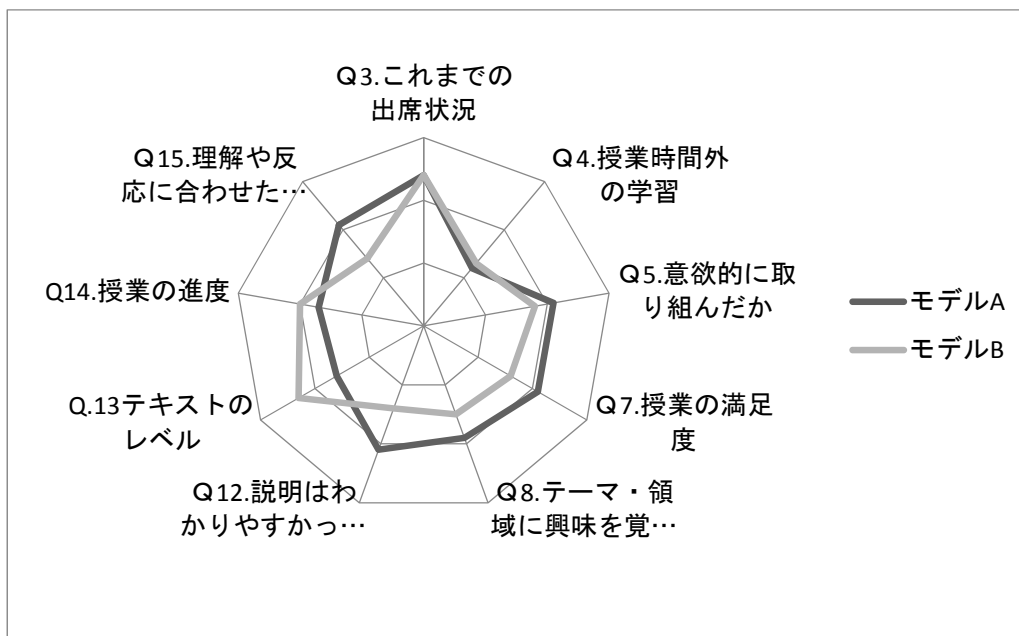 Q3.これまでの
出席状況
Q4.授業時間外
の学習
Q5.意欲的に取
り組んだか
Q7.授業の満足
度
Q8.テーマ・領
域に興味を覚…
Q12.説明はわ
かりやすかっ…
Q.13テキストの
レベル
Q14.授業の進度
Q15.理解や反
応に合わせた…
モデルA
モデルB